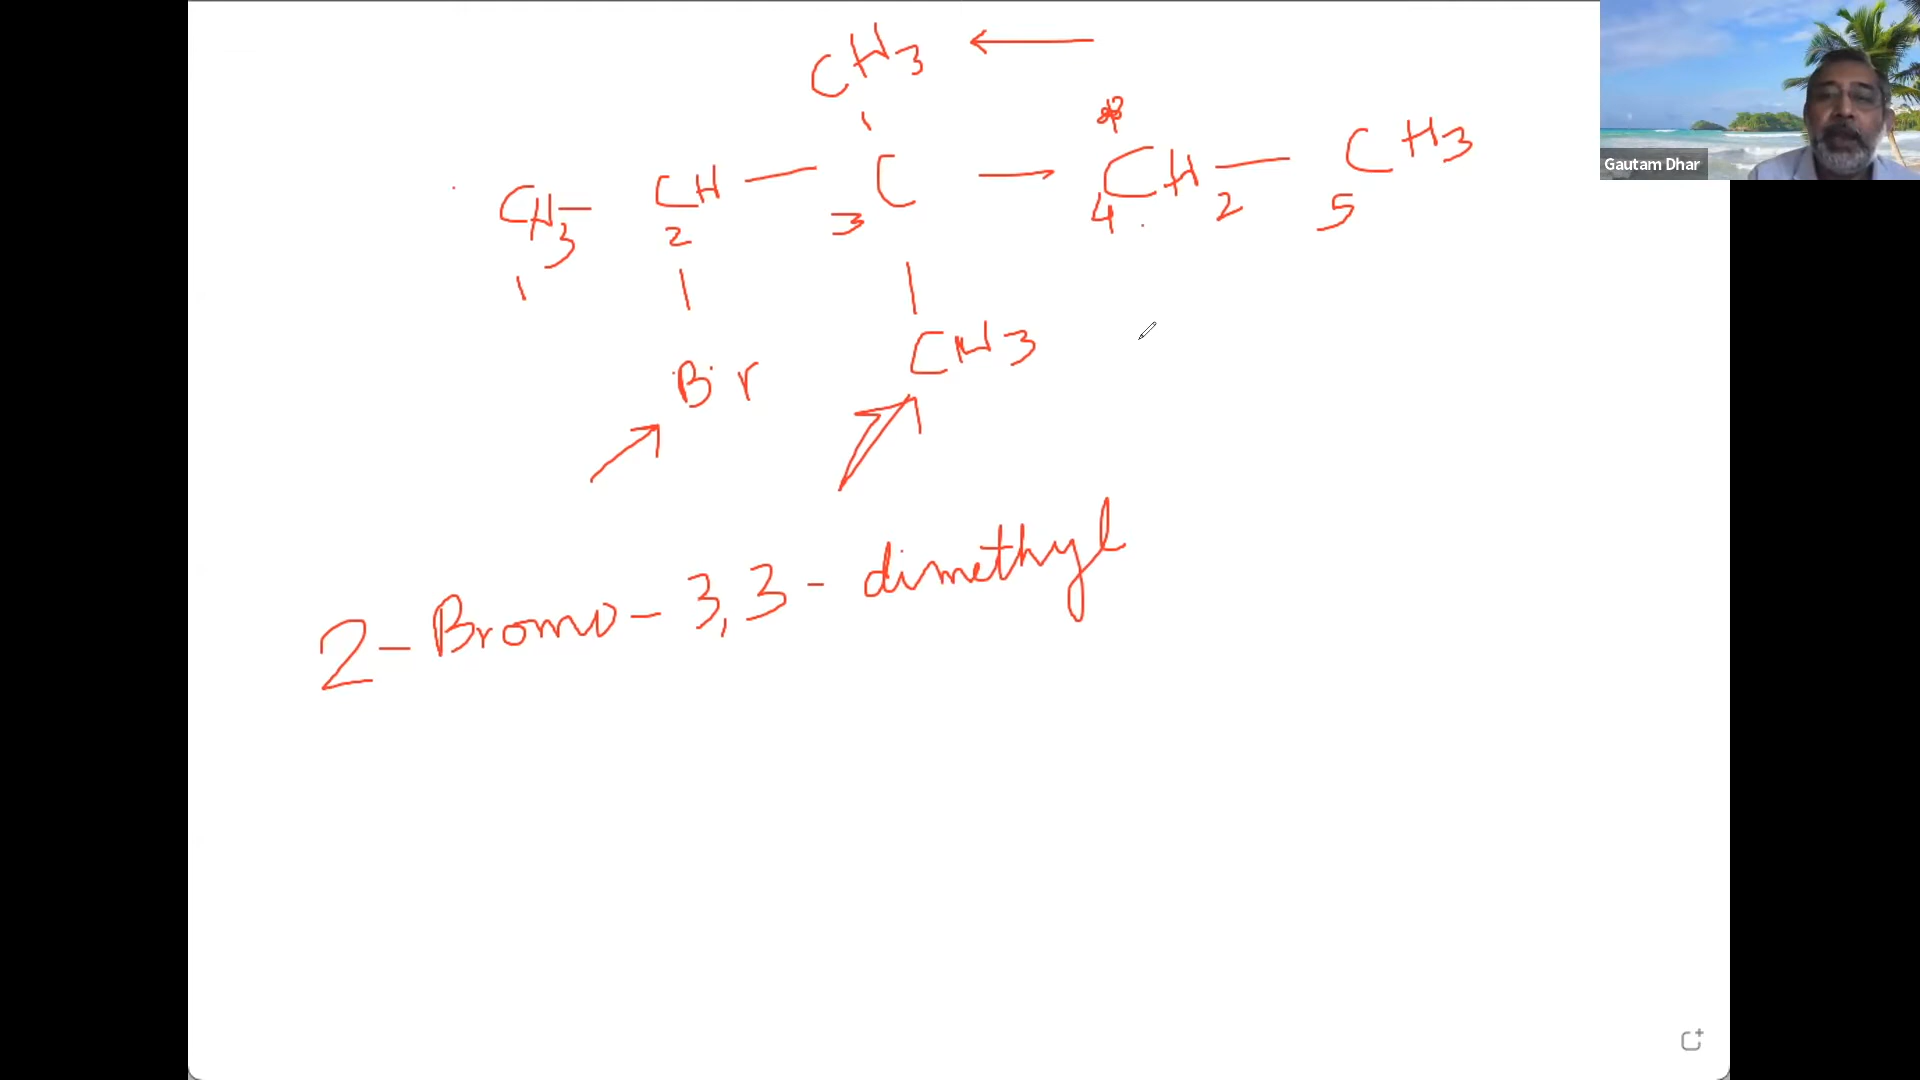 CH3
CH3 – CH – C – CH2 – CH3
1 2 3 4 5
Br CH3
2-Bromo-3,3-dimethyl
Gautam Dhar